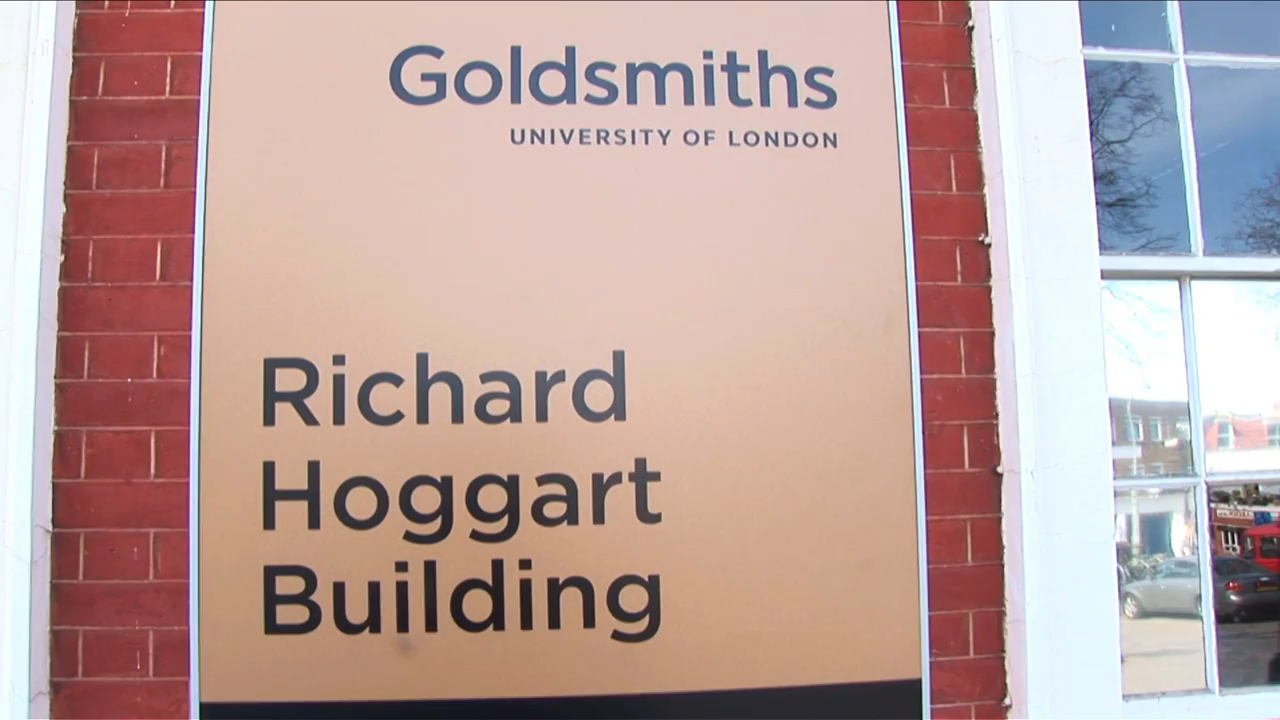 Goldsmiths
UNIVERSITY OF LONDON
Richard
Hoggart
Building